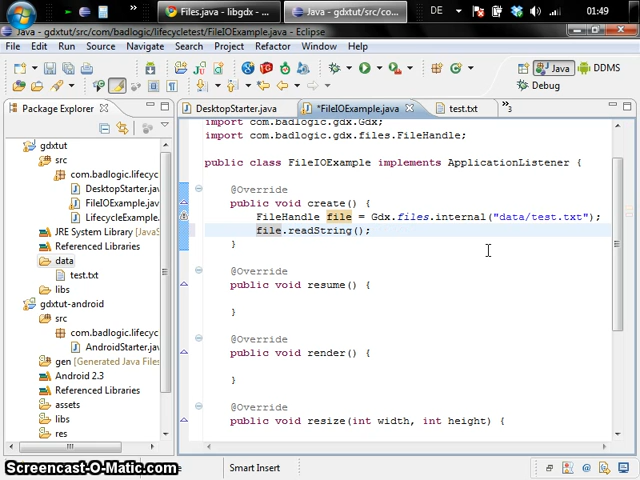 Files.java - libgdx - ...
Java - gdxtut/src/co...
DE
01:49
Java - gdxtut/src/com/badlogic/lifecycletest/FileIOExample.java - Eclipse
File Edit Run Source Navigate Search Project Refactor Window Help
Java
DDMS
Debug
Package Explorer
DesktopStarter.java
*FileIOExample.java
test.txt
3
gdxtut
src
com.badlogic.lifecyc
DesktopStarter.jav
FileIOExample.java
LifecycleExample.
JRE System Library
Referenced Libraries
data
test.txt
libs
gdxtut-android
src
com.badlogic.lifecyc
AndroidStarter.jav
gen [Generated Java Files]
Android 2.3
Referenced Libraries
assets
libs
res
import com.badlogic.gdx.Gdx;
import com.badlogic.gdx.files.FileHandle;
public class FileIOExample implements ApplicationListener {
@Override
public void create() {
FileHandle file = Gdx.files.internal("data/test.txt");
file.readString();
}
@Override
public void resume() {
}
@Override
public void render() {
}
@Override
public void resize(int width, int height) {
Smart Insert
Screencast-O-Matic.com